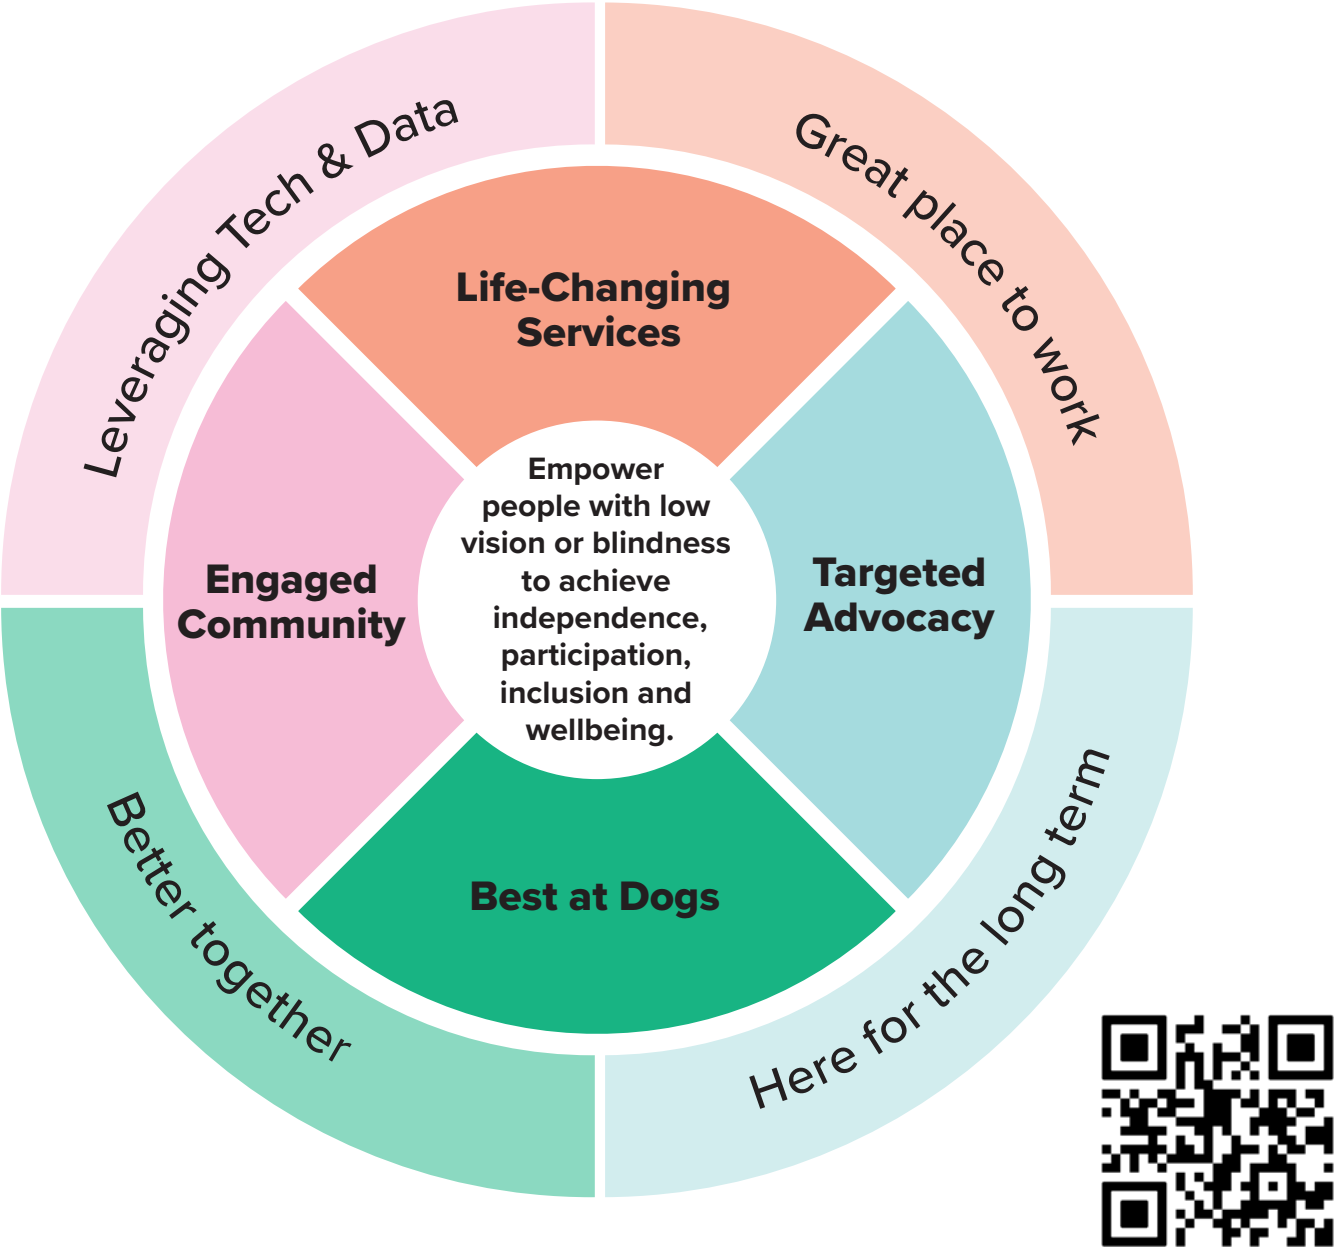 Leveraging Tech & Data
Great place to work
Life-Changing
Services
Empower
people with low
vision or blindness
to achieve
independence,
participation,
inclusion and
wellbeing.
Engaged
Community
Targeted
Advocacy
Best at Dogs
Better together
Here for the long term